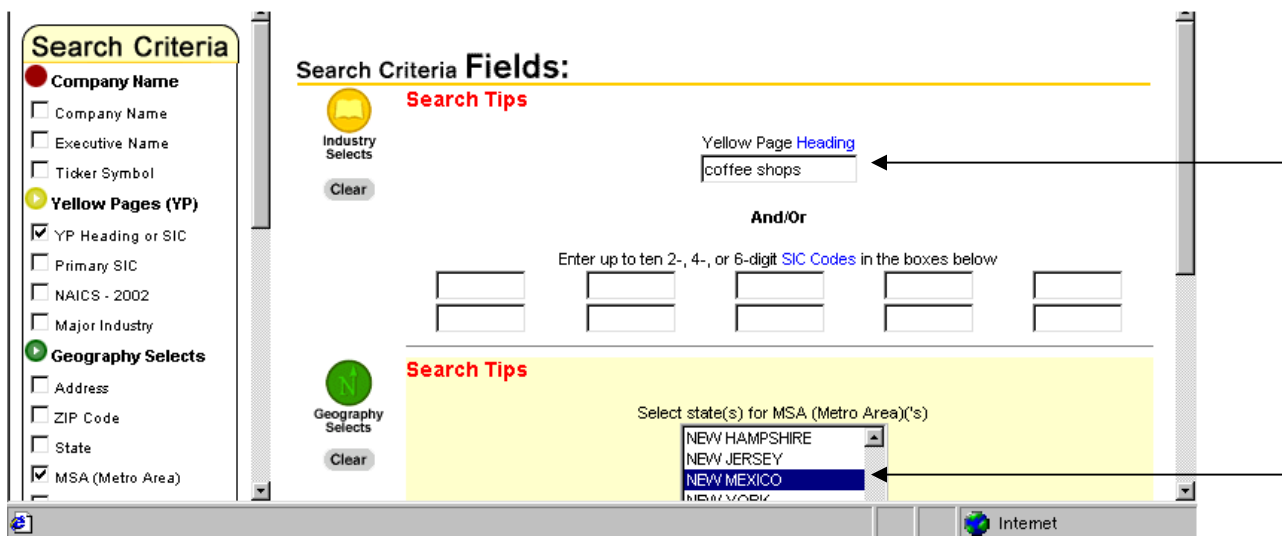 Search Criteria
Company Name
Company Name
Executive Name
Ticker Symbol
Yellow Pages (YP)
YP Heading or SIC
Primary SIC
NAICS - 2002
Major Industry
Geography Selects
Address
ZIP Code
State
MSA (Metro Area)
Search Criteria Fields:
Search Tips
Industry
Selects
Clear
Yellow Page Heading
coffee shops
And/Or
Enter up to ten 2-, 4-, or 6-digit SIC Codes in the boxes below
Search Tips
N
Geography
Selects
Clear
Select state(s) for MSA (Metro Area)('s)
NEW HAMPSHIRE
NEW JERSEY
NEW MEXICO
NEW YORK
Internet